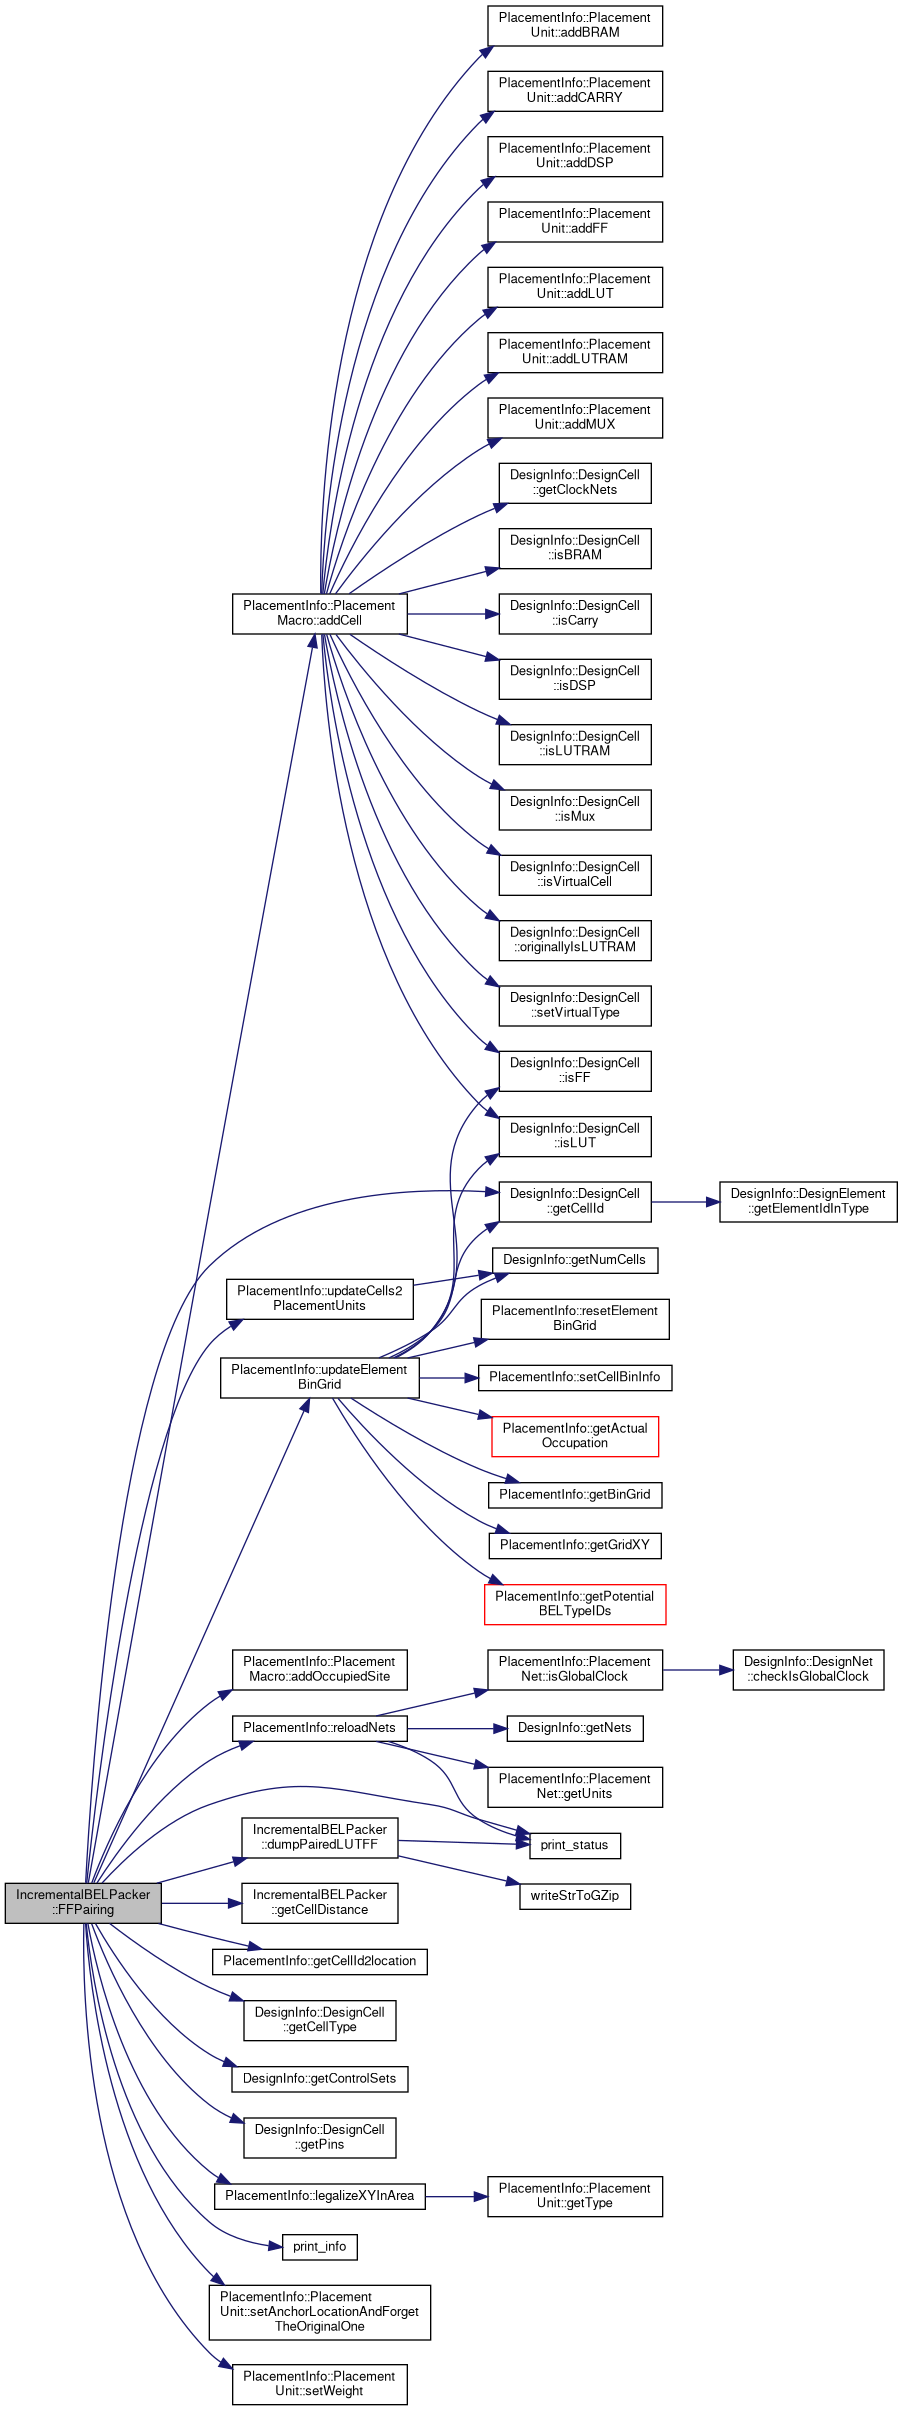 PlacementInfo::Placement
Unit::addBRAM
PlacementInfo::Placement
Unit::addCARRY
PlacementInfo::Placement
Unit::addDSP
PlacementInfo::Placement
Unit::addFF
PlacementInfo::Placement
Unit::addLUT
PlacementInfo::Placement
Unit::addLUTRAM
PlacementInfo::Placement
Unit::addMUX
DesignInfo::DesignCell
::getClockNets
DesignInfo::DesignCell
::isBRAM
PlacementInfo::Placement
Macro::addCell
DesignInfo::DesignCell
::isCarry
DesignInfo::DesignCell
::isDSP
DesignInfo::DesignCell
::isLUTRAM
DesignInfo::DesignCell
::isMux
DesignInfo::DesignCell
::isVirtualCell
DesignInfo::DesignCell
::originallyIsLUTRAM
DesignInfo::DesignCell
::setVirtualType
DesignInfo::DesignCell
::isFF
DesignInfo::DesignCell
::isLUT
DesignInfo::DesignCell
::getCellId
DesignInfo::DesignElement
::getElementIdInType
DesignInfo::getNumCells
PlacementInfo::updateCells2
PlacementUnits
PlacementInfo::resetElement
BinGrid
PlacementInfo::updateElement
BinGrid
PlacementInfo::setCellBinInfo
PlacementInfo::getActual
Occupation
PlacementInfo::getBinGrid
PlacementInfo::getGridXY
PlacementInfo::getPotential
BELTypeIDs
PlacementInfo::Placement
Macro::addOccupiedSite
PlacementInfo::Placement
Net::isGlobalClock
DesignInfo::DesignNet
::checkIsGlobalClock
PlacementInfo::reloadNets
DesignInfo::getNets
PlacementInfo::Placement
Net::getUnits
IncrementalBELPacker
::dumpPairedLUTFF
print_status
writeStrToGZip
IncrementalBELPacker
::FFPairing
IncrementalBELPacker
::getCellDistance
PlacementInfo::getCellId2location
DesignInfo::DesignCell
::getCellType
DesignInfo::getControlSets
DesignInfo::DesignCell
::getPins
PlacementInfo::legalizeXYInArea
PlacementInfo::Placement
Unit::getType
print_info
PlacementInfo::Placement
Unit::setAnchorLocationAndForget
TheOriginalOne
PlacementInfo::Placement
Unit::setWeight